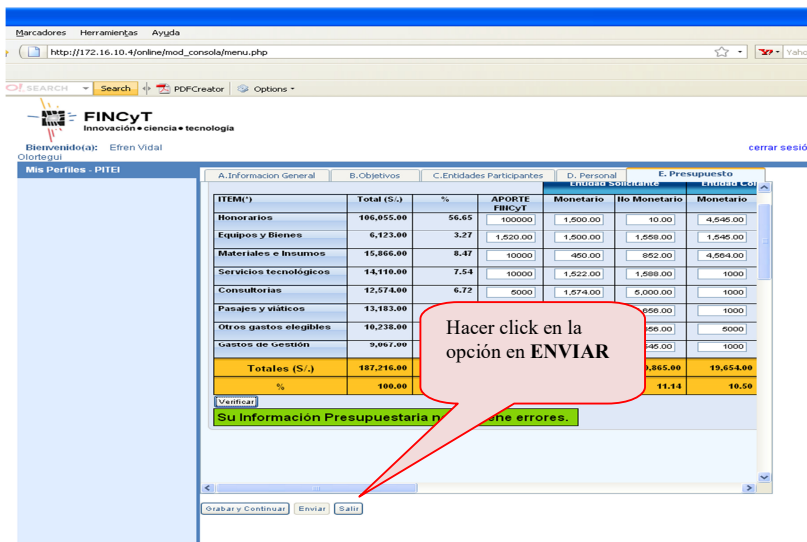 Marcadores Herramientas Ayuda
http://172.16.10.4/online/mod_consola/menu.php
SEARCH Search PDFCreator Options
FINCyT
Innovación ciencia tecnología
Bienvenido(a): Efren Vidal
Olortegui
cerrar sesió
Mis Perfiles - PITEI
A.Informacion General B.Objetivos C.Entidades Participantes D. Personal E. Presupuesto
Entidad Solicitante Entidad Col
ITEM(*) Total (S/.) % APORTE FINCyT Monetario No Monetario Monetario
Honorarios 106,055.00 56.65 100000 1,500.00 10.00 4,545.00
Equipos y Bienes 6,123.00 3.27 1,520.00 1,500.00 1,558.00 1,545.00
Materiales e Insumos 15,866.00 8.47 10000 450.00 852.00 4,564.00
Servicios tecnológicos 14,110.00 7.54 10000 1,522.00 1,588.00 1000
Consultorias 12,574.00 6.72 5000 1,574.00 5,000.00 1000
Pasajes y viáticos 13,183.00 1000
Otros gastos elegibles 10,238.00 5000
Gastos de Gestión 9,067.00 1000
Totales (S/.) 187,216.00 19,654.00
% 100.00 11.14 10.50
Hacer click en la
opción en ENVIAR
Verificar
Su Información Presupuestaria errores.
Grabar y Continuar Enviar Salir